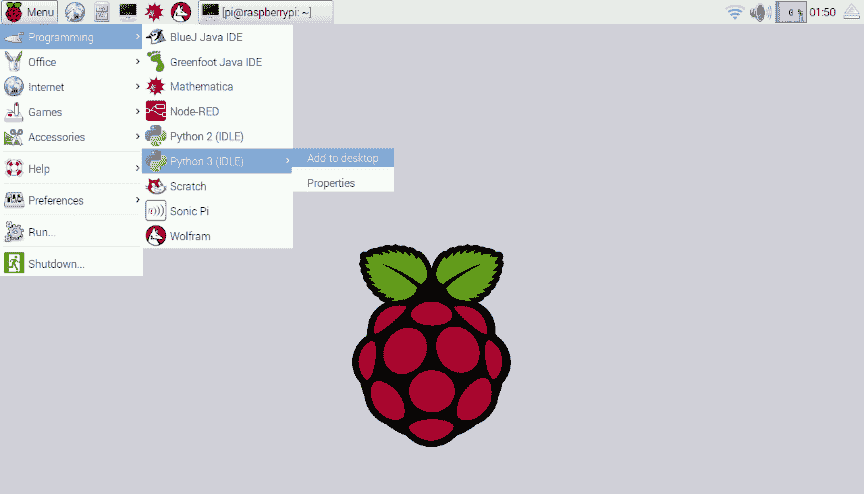 Menu [pi@raspberrypi: ~] 0 % 01:50
Programming
Office
Internet
Games
Accessories
Help
Preferences
Run...
Shutdown...
BlueJ Java IDE
Greenfoot Java IDE
Mathematica
Node-RED
Python 2 (IDLE)
Python 3 (IDLE)
Scratch
Sonic Pi
Wolfram
Add to desktop
Properties